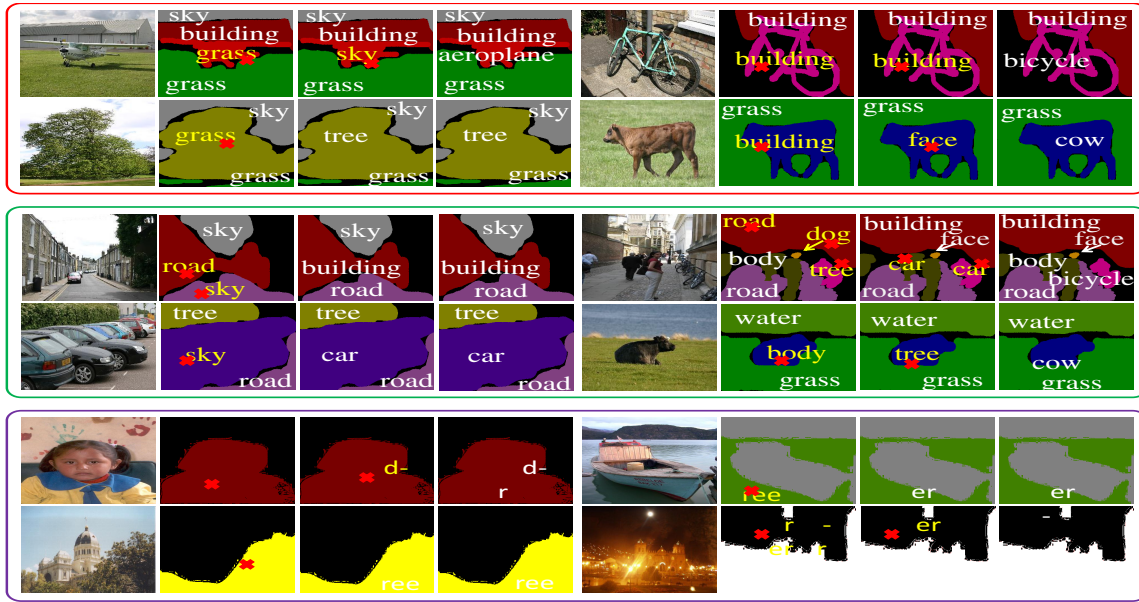 sky sky sky building building building
building building building
grass sky aeroplane building building bicycle
grass grass grass
sky sky sky grass grass grass
grass tree tree building face cow
grass grass grass
sky sky sky road dog building face building face
road building building body tree car car body bicycle
sky road road road road road
tree tree tree water water water
sky car car body tree cow
road road road grass grass grass
d- d-
r ree er er
r - er -
er r
ree ree